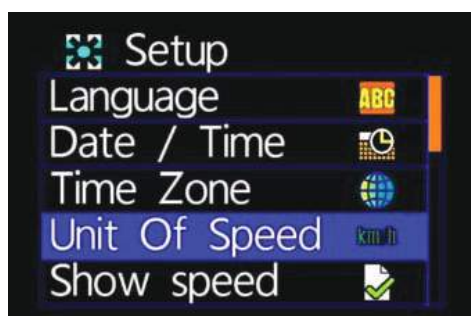 Setup
Language ABC
Date / Time
Time Zone
Unit Of Speed km/h
Show speed